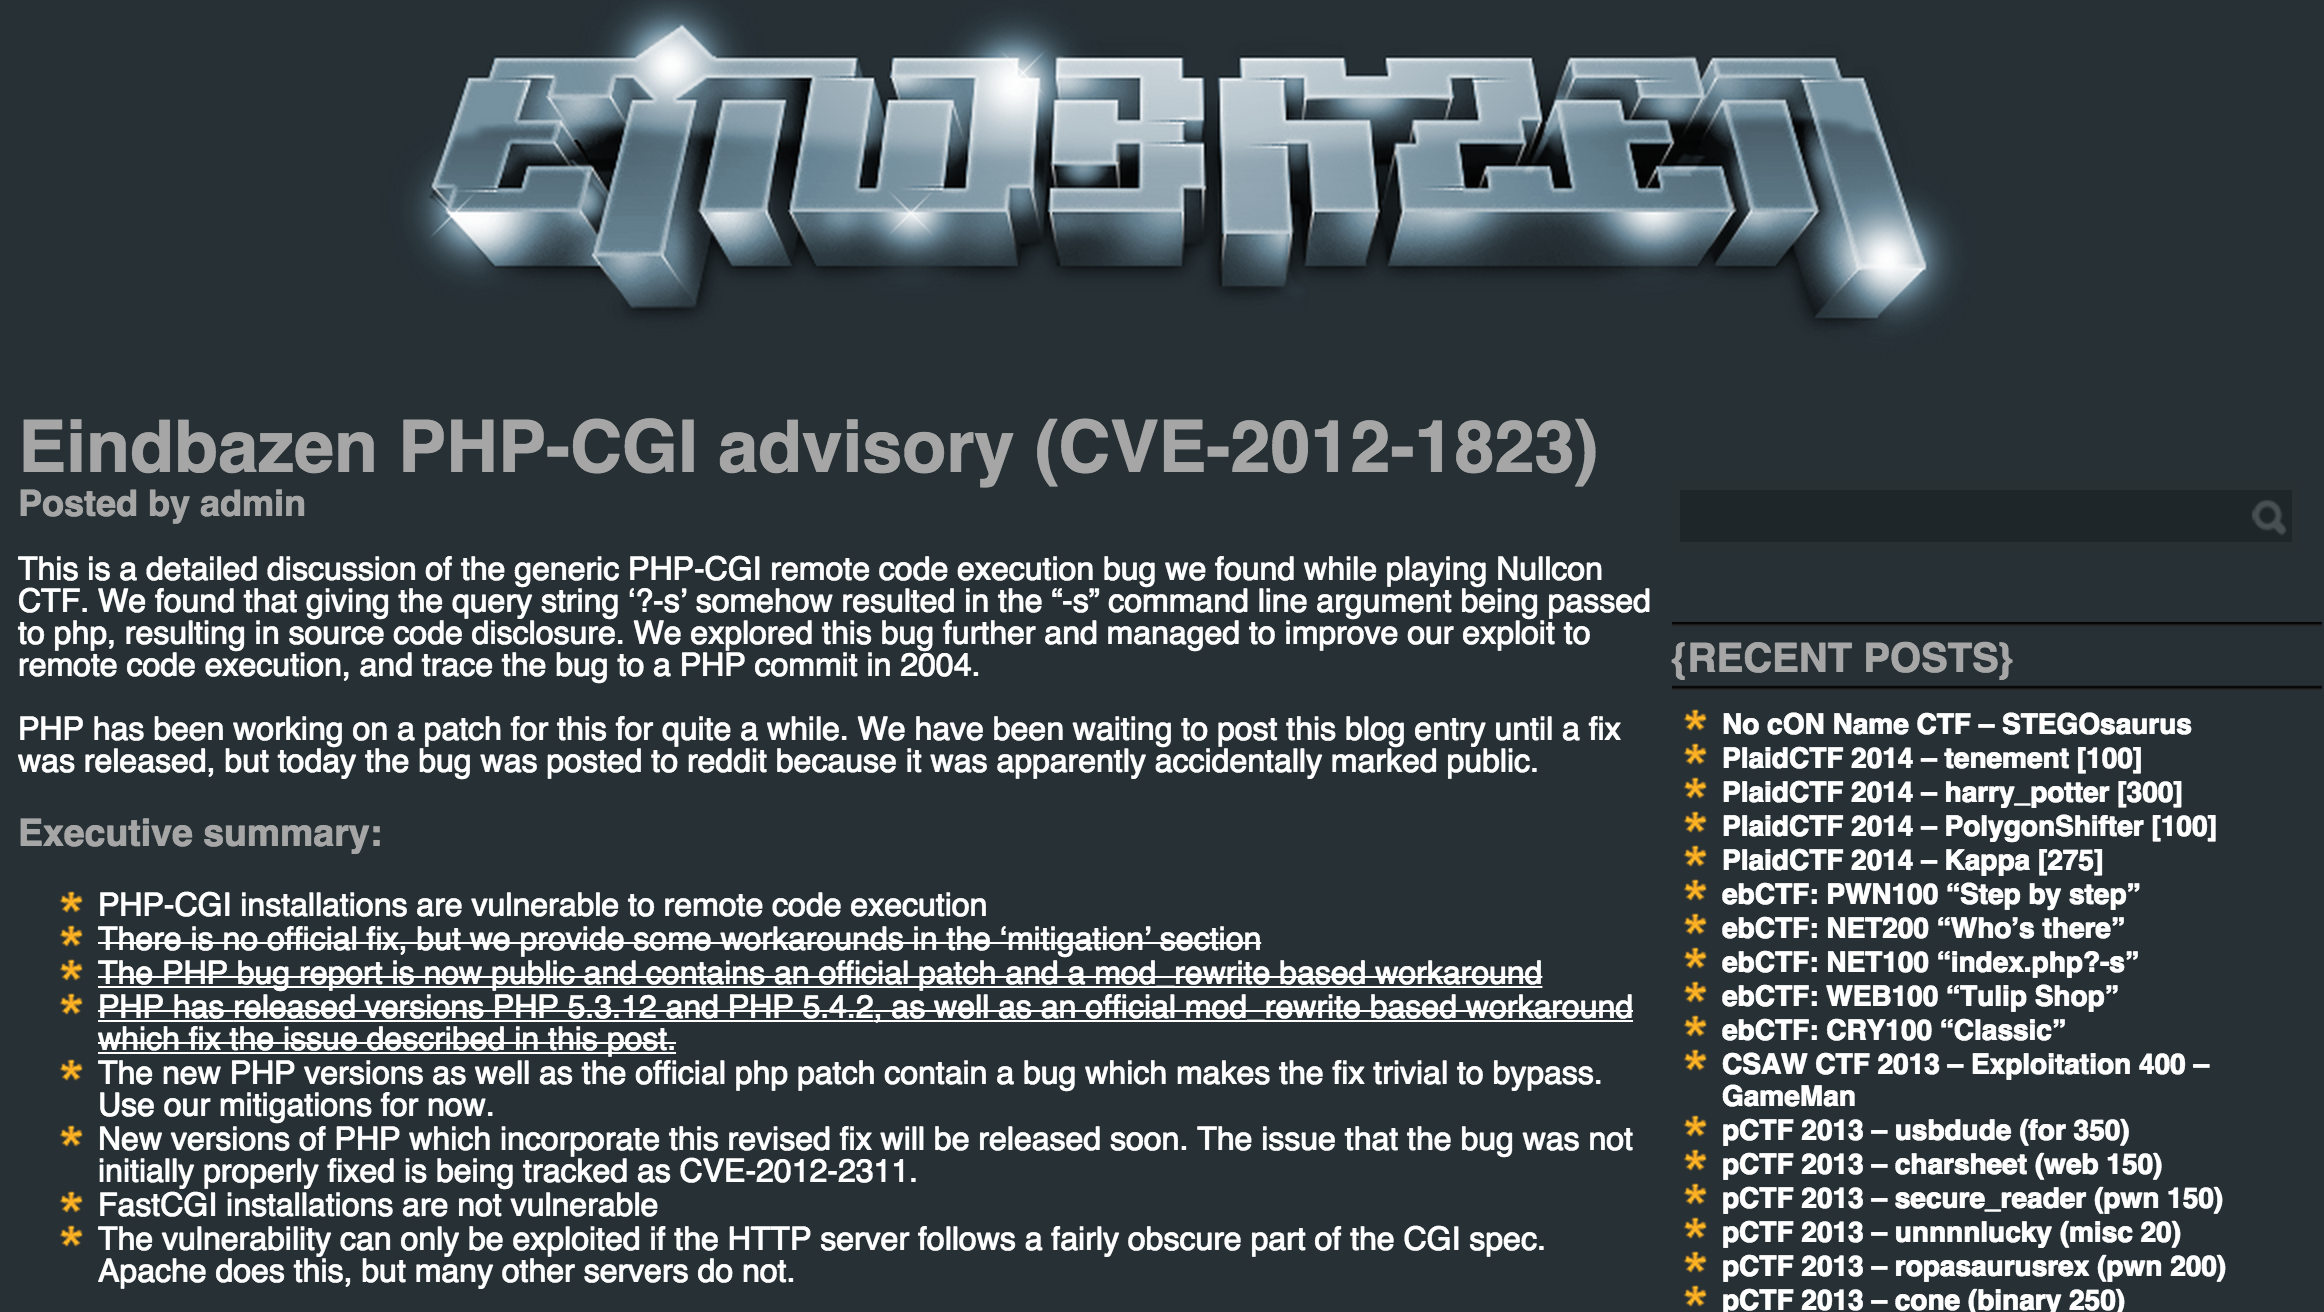 EINDBAZEN
Eindbazen PHP-CGI advisory (CVE-2012-1823)
Posted by admin
This is a detailed discussion of the generic PHP-CGI remote code execution bug we found while playing Nullcon
CTF. We found that giving the query string ‘?-s’ somehow resulted in the “-s” command line argument being passed
to php, resulting in source code disclosure. We explored this bug further and managed to improve our exploit to
remote code execution, and trace the bug to a PHP commit in 2004.
PHP has been working on a patch for this for quite a while. We have been waiting to post this blog entry until a fix
was released, but today the bug was posted to reddit because it was apparently accidentally marked public.
Executive summary:
PHP-CGI installations are vulnerable to remote code execution
There is no official fix, but we provide some workarounds in the ‘mitigation’ section
The PHP bug report is now public and contains an official patch and a mod_rewrite based workaround
PHP has released versions PHP 5.3.12 and PHP 5.4.2, as well as an official mod_rewrite based workaround
which fix the issue described in this post.
The new PHP versions as well as the official php patch contain a bug which makes the fix trivial to bypass.
Use our mitigations for now.
New versions of PHP which incorporate this revised fix will be released soon. The issue that the bug was not
initially properly fixed is being tracked as CVE-2012-2311.
FastCGI installations are not vulnerable
The vulnerability can only be exploited if the HTTP server follows a fairly obscure part of the CGI spec.
Apache does this, but many other servers do not.
{RECENT POSTS}
No cON Name CTF – STEGOsaurus
PlaidCTF 2014 – tenement [100]
PlaidCTF 2014 – harry_potter [300]
PlaidCTF 2014 – PolygonShifter [100]
PlaidCTF 2014 – Kappa [275]
ebCTF: PWN100 “Step by step”
ebCTF: NET200 “Who’s there”
ebCTF: NET100 “index.php?-s”
ebCTF: WEB100 “Tulip Shop”
ebCTF: CRY100 “Classic”
CSAW CTF 2013 – Exploitation 400 –
GameMan
pCTF 2013 – usbdude (for 350)
pCTF 2013 – charsheet (web 150)
pCTF 2013 – secure_reader (pwn 150)
pCTF 2013 – unnnnlucky (misc 20)
pCTF 2013 – ropasaurusrex (pwn 200)
pCTF 2013 – cone (binary 250)